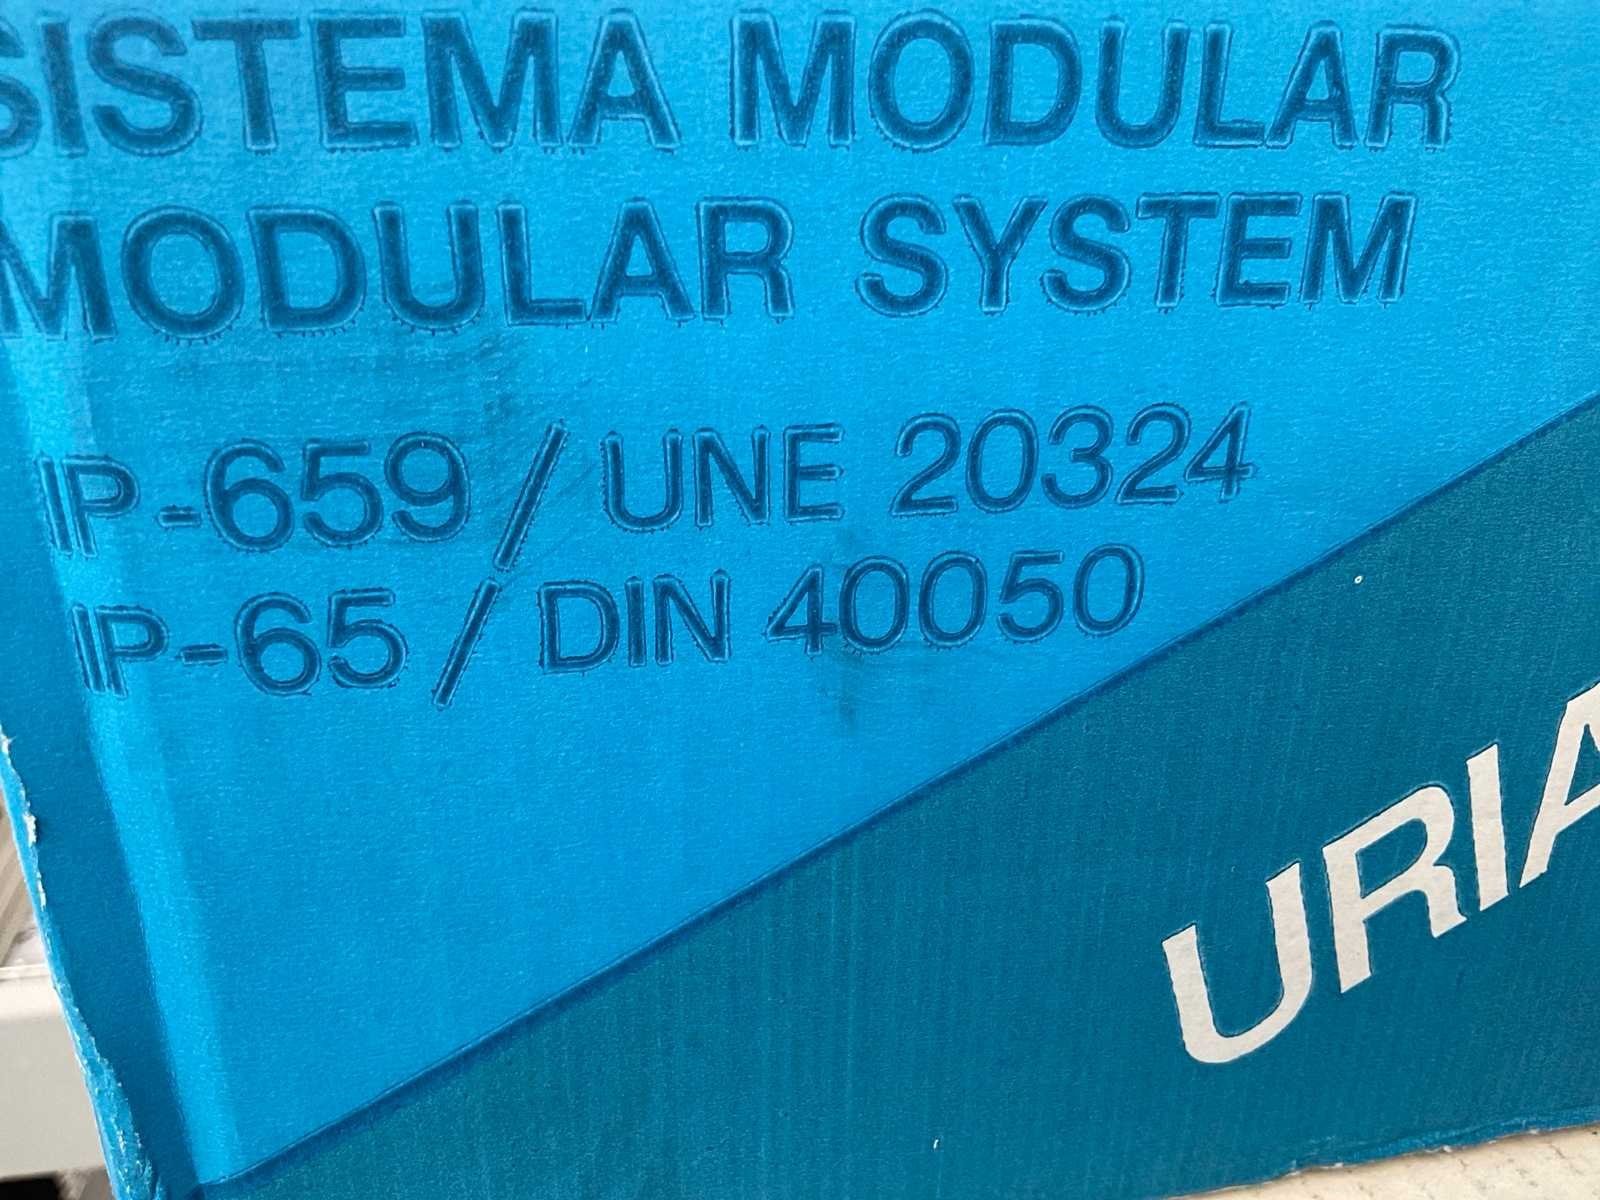 SISTEMA MODULAR
MODULAR SYSTEM
IP-659/UNE 20324
IP-65/DIN 40050
URIA